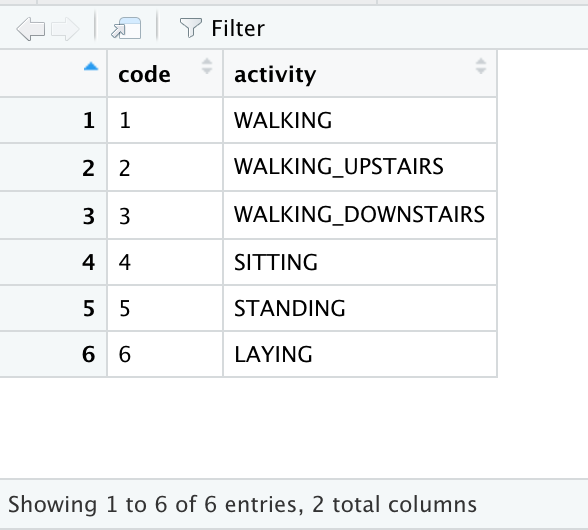 Filter
code activity
1 1 WALKING
2 2 WALKING_UPSTAIRS
3 3 WALKING_DOWNSTAIRS
4 4 SITTING
5 5 STANDING
6 6 LAYING
Showing 1 to 6 of 6 entries, 2 total columns